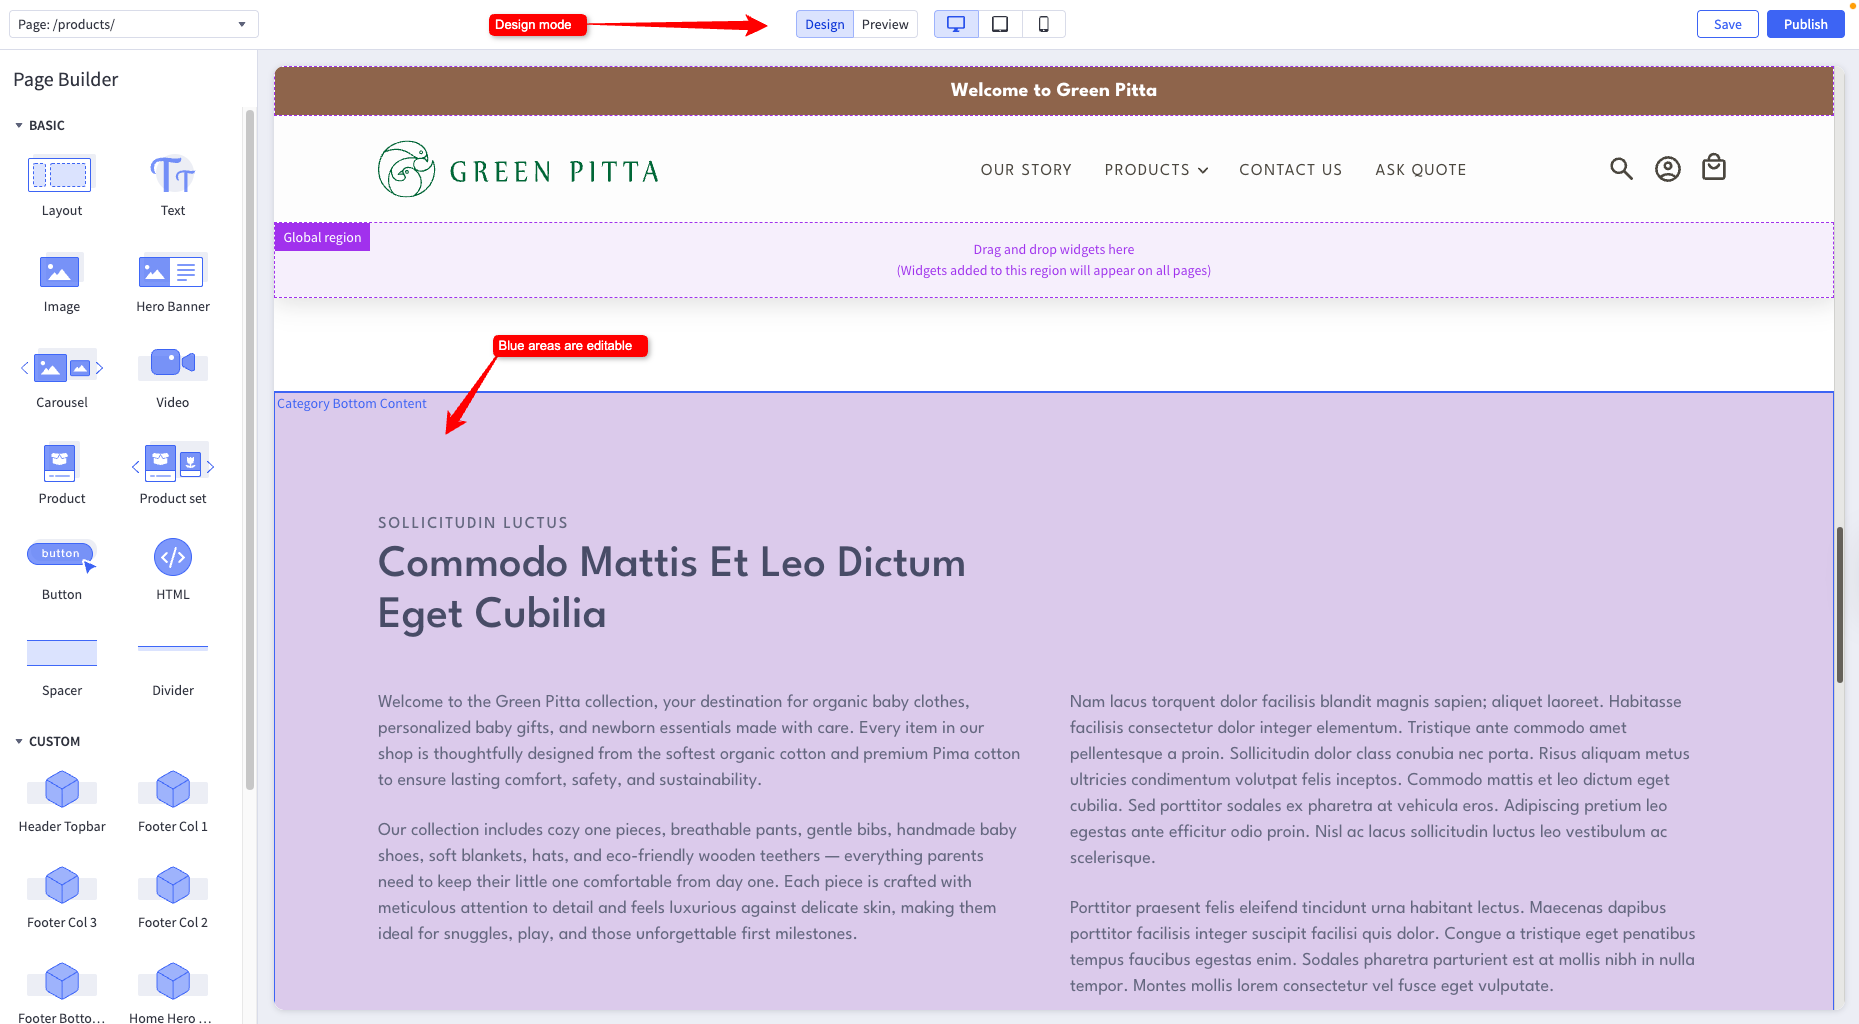 Page: /products/
Design mode
Design
Preview
Save
Publish
Page Builder
BASIC
Layout
Text
Image
Hero Banner
Carousel
Video
Product
Product set
button
Button
HTML
Spacer
Divider
CUSTOM
Header Topbar
Footer Col 1
Footer Col 3
Footer Col 2
Footer Botto...
Home Hero ...
Welcome to Green Pitta
GREEN PITTA
OUR STORY
PRODUCTS
CONTACT US
ASK QUOTE
Global region
Drag and drop widgets here
(Widgets added to this region will appear on all pages)
Blue areas are editable
Category Bottom Content
SOLLICITUDIN LUCTUS
Commodo Mattis Et Leo Dictum
Eget Cubilia
Welcome to the Green Pitta collection, your destination for organic baby clothes,
personalized baby gifts, and newborn essentials made with care. Every item in our
shop is thoughtfully designed from the softest organic cotton and premium Pima cotton
to ensure lasting comfort, safety, and sustainability.
Our collection includes cozy one pieces, breathable pants, gentle bibs, handmade baby
shoes, soft blankets, hats, and eco-friendly wooden teethers — everything parents
need to keep their little one comfortable from day one. Each piece is crafted with
meticulous attention to detail and feels luxurious against delicate skin, making them
ideal for snuggles, play, and those unforgettable first milestones.
Nam lacus torquent dolor facilisis blandit magnis sapien; aliquet laoreet. Habitasse
facilisis consectetur dolor integer elementum. Tristique ante commodo amet
pellentesque a proin. Sollicitudin dolor class conubia nec porta. Risus aliquam metus
ultricies condimentum volutpat felis inceptos. Commodo mattis et leo dictum eget
cubilia. Sed porttitor sodales ex pharetra at vehicula eros. Adipiscing pretium leo
egestas ante efficitur odio proin. Nisl ac lacus sollicitudin luctus leo vestibulum ac
scelerisque.
Porttitor praesent felis eleifend tincidunt urna habitant lectus. Maecenas dapibus
porttitor facilisis integer suscipit facilisi quis dolor. Congue a tristique eget penatibus
tempus faucibus egestas enim. Sodales pharetra parturient est at mollis nibh in nulla
tempor. Montes mollis lorem consectetur vel fusce eget vulputate.